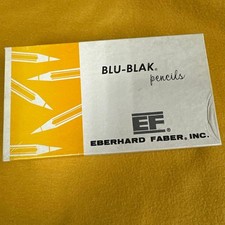 BLU-BLAK®
pencils
EF®
EBERHARD FABER, INC.